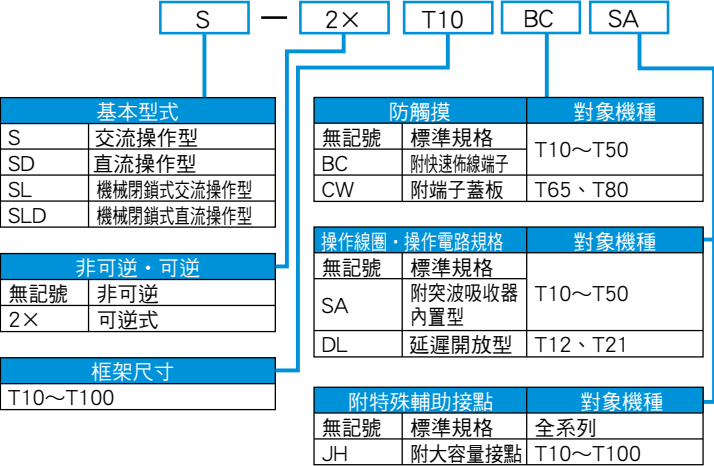 S — 2× T10 BC SA
基本型式
S 交流操作型
SD 直流操作型
SL 機械閉鎖式交流操作型
SLD 機械閉鎖式直流操作型
非可逆・可逆
無記號 非可逆
2× 可逆式
框架尺寸
T10～T100
防觸摸 對象機種
無記號 標準規格 T10～T50
BC 附快速佈線端子
CW 附端子蓋板 T65、T80
操作線圈・操作電路規格 對象機種
無記號 標準規格 T10～T50
SA 附突波吸收器
內置型
DL 延遲開放型 T12、T21
附特殊輔助接點 對象機種
無記號 標準規格 全系列
JH 附大容量接點 T10～T100